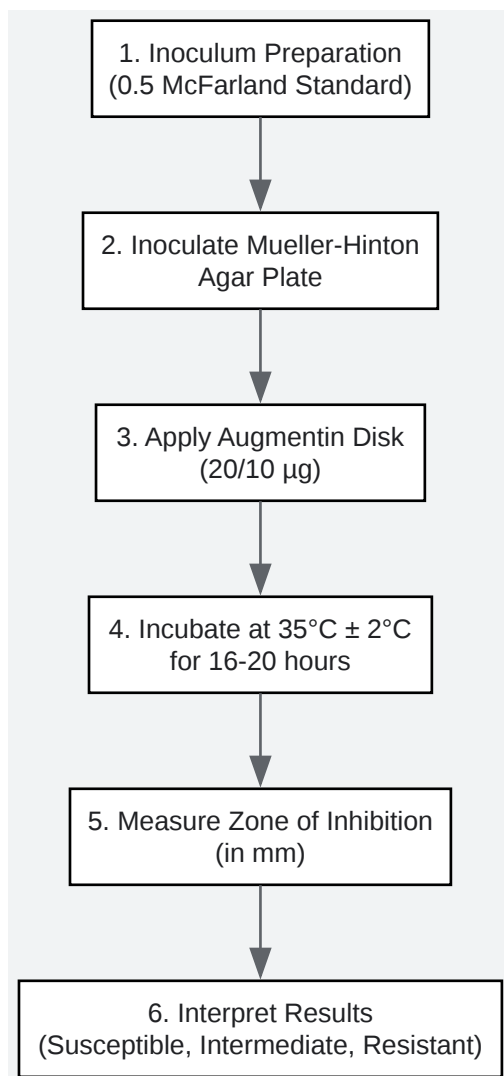 1. Inoculum Preparation
(0.5 McFarland Standard)
2. Inoculate Mueller-Hinton
Agar Plate
3. Apply Augmentin Disk
(20/10 µg)
4. Incubate at 35°C ± 2°C
for 16-20 hours
5. Measure Zone of Inhibition
(in mm)
6. Interpret Results
(Susceptible, Intermediate, Resistant)